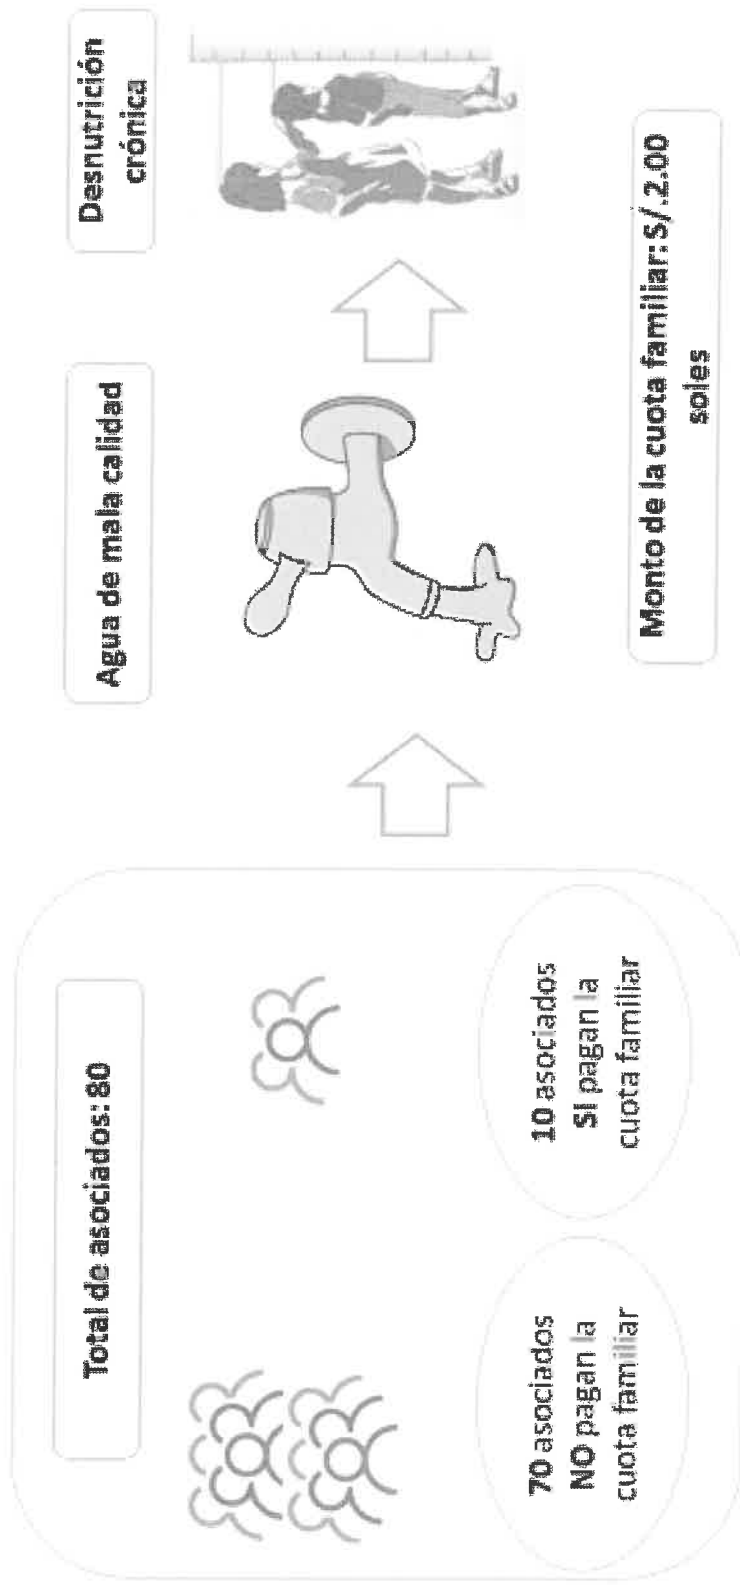 Total de asociados: 80
70 asociados
NO pagan la
cuota familiar
10 asociados
SI pagan la
cuota familiar
Agua de mala calidad
Desnutrición
crónica
Monto de la cuota familiar: S/.2.00
soles